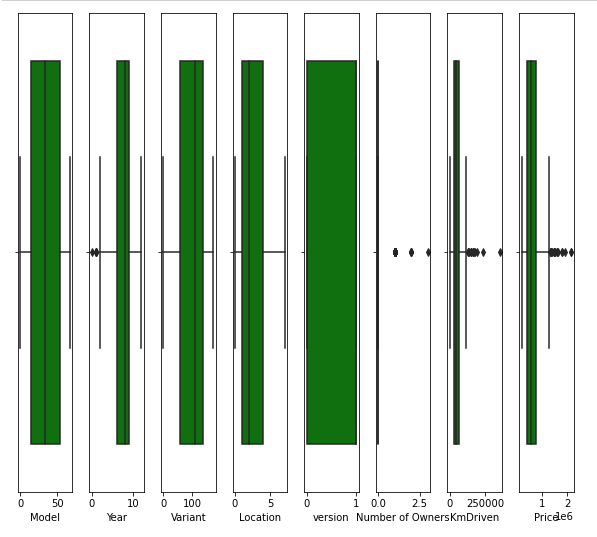 0 50 0 10 0 100 0 5 0 1 0.0 2.5 0 250000 1 2
1e6
Model Year Variant Location version Number of Owners KmDriven Price